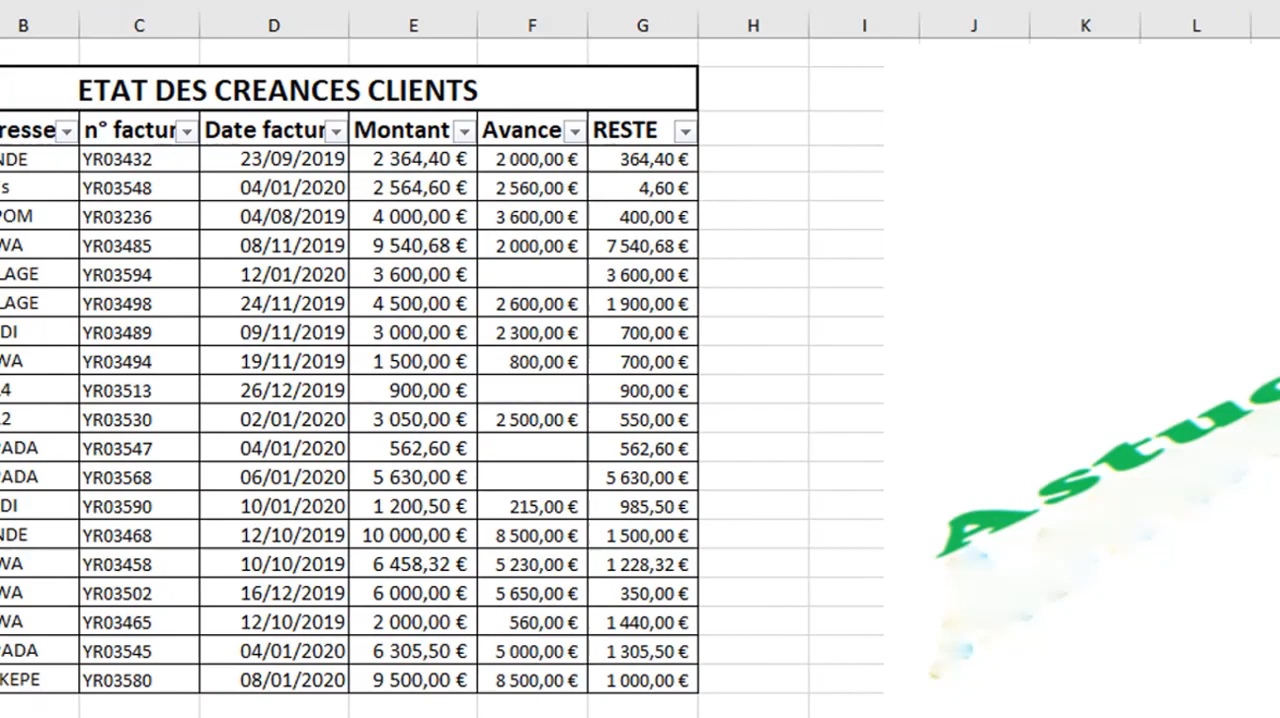 B C D E F G H I J K L
ETAT DES CREANCES CLIENTS
resse n° factur Date factur Montant Avance RESTE
NDE YR03432 23/09/2019 2 364,40 € 2 000,00 € 364,40 €
s YR03548 04/01/2020 2 564,60 € 2 560,00 € 4,60 €
POM YR03236 04/08/2019 4 000,00 € 3 600,00 € 400,00 €
WA YR03485 08/11/2019 9 540,68 € 2 000,00 € 7 540,68 €
LAGE YR03594 12/01/2020 3 600,00 € 3 600,00 €
LAGE YR03498 24/11/2019 4 500,00 € 2 600,00 € 1 900,00 €
DI YR03489 09/11/2019 3 000,00 € 2 300,00 € 700,00 €
WA YR03494 19/11/2019 1 500,00 € 800,00 € 700,00 €
4 YR03513 26/12/2019 900,00 € 900,00 €
2 YR03530 02/01/2020 3 050,00 € 2 500,00 € 550,00 €
PADA YR03547 04/01/2020 562,60 € 562,60 €
PADA YR03568 06/01/2020 5 630,00 € 5 630,00 €
DI YR03590 10/01/2020 1 200,50 € 215,00 € 985,50 €
NDE YR03468 12/10/2019 10 000,00 € 8 500,00 € 1 500,00 €
WA YR03458 10/10/2019 6 458,32 € 5 230,00 € 1 228,32 €
WA YR03502 16/12/2019 6 000,00 € 5 650,00 € 350,00 €
WA YR03465 12/10/2019 2 000,00 € 560,00 € 1 440,00 €
PADA YR03545 04/01/2020 6 305,50 € 5 000,00 € 1 305,50 €
KEPE YR03580 08/01/2020 9 500,00 € 8 500,00 € 1 000,00 €
Astuc